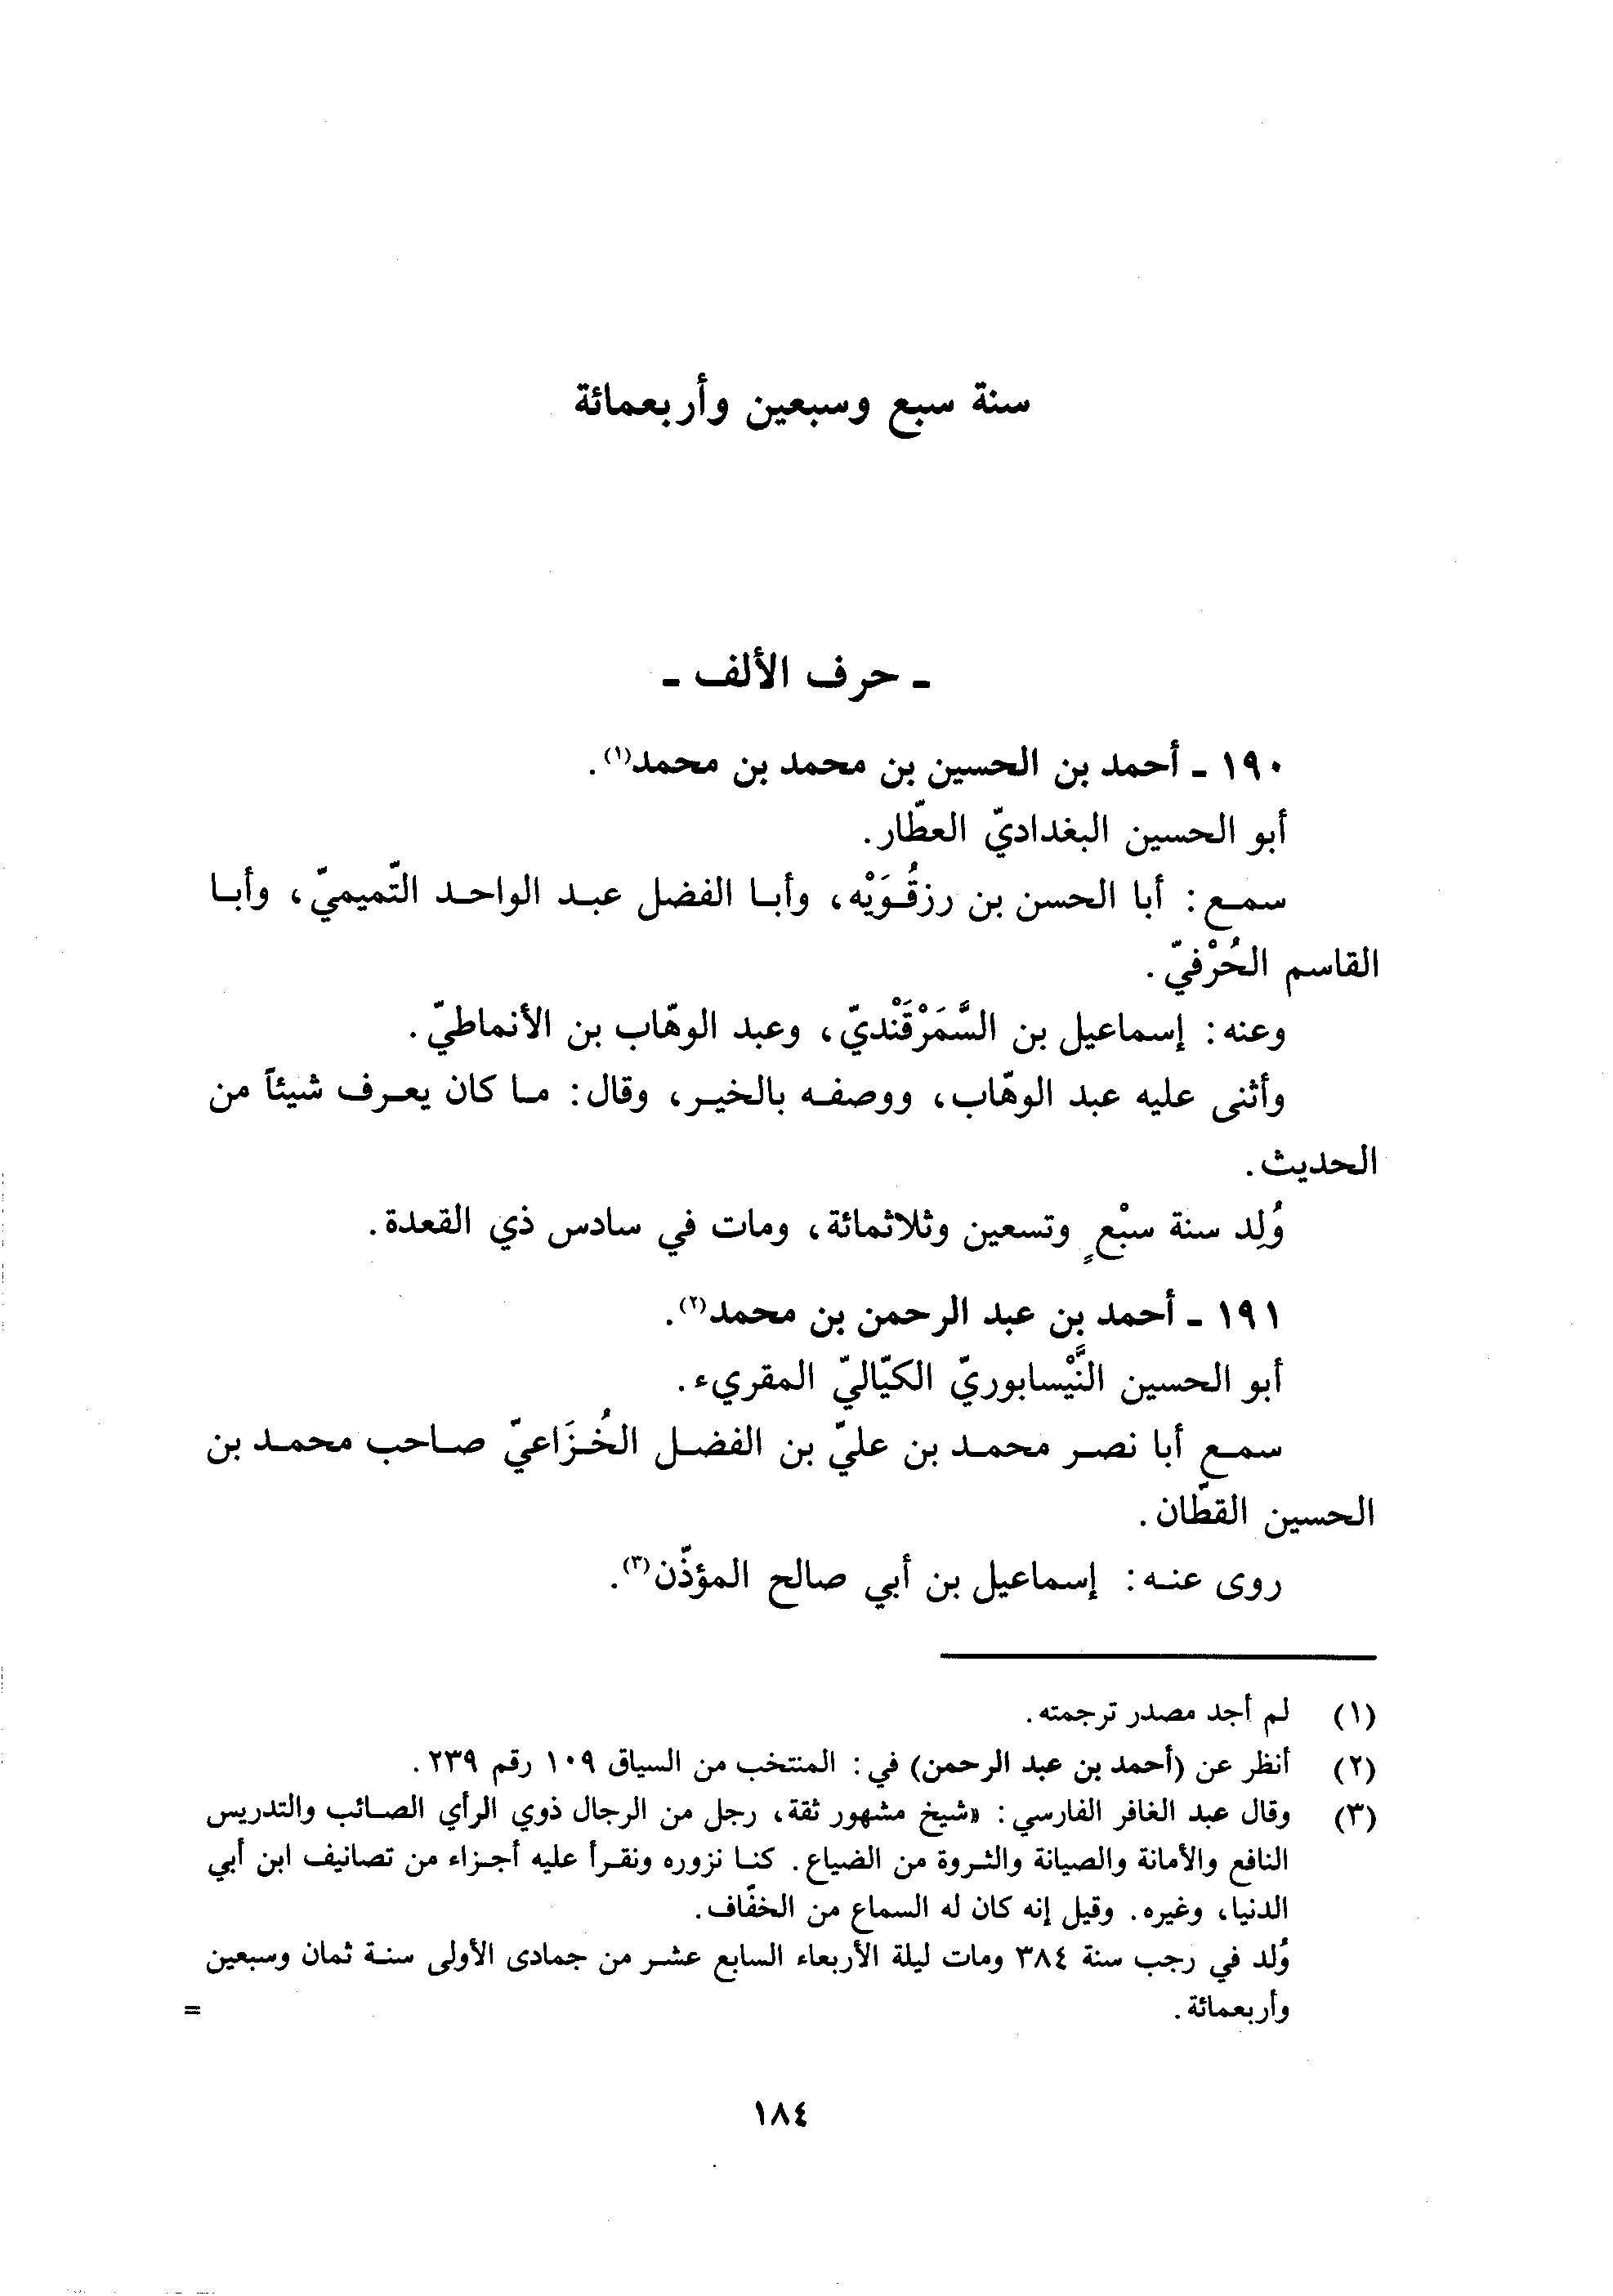 سنة سبع وسبعين وأربعمائة
ـ حرف الألف ـ
١٩٠ ـ أحمد بن الحسين بن محمد بن محمد(١).
أبو الحسين البغداديّ العطّار.
سمع: أبا الحسن بن رزقُوَيْه، وأبا الفضل عبد الواحد التّميميّ، وأبا
القاسم الحُرْفيّ.
وعنه: إسماعيل بن السَّمَرْقَنْديّ، وعبد الوهّاب بن الأنماطيّ.
وأثنى عليه عبد الوهّاب، ووصفه بالخير، وقال: ما كان يعرف شيئاً من
الحديث.
وُلِد سنة سبْعٍ وتسعين وثلاثمائة، ومات في سادس ذي القعدة.
١٩١ ـ أحمد بن عبد الرحمن بن محمد(٢).
أبو الحسين النَّيْسابوريّ الكيّاليّ المقريء.
سمع أبا نصر محمد بن عليّ بن الفضل الخُزَاعيّ صاحب محمد بن
الحسين القطّان.
روى عنه: إسماعيل بن أبي صالح المؤذّن(٣).
(١) لم أجد مصدر ترجمته.
(٢) أنظر عن (أحمد بن عبد الرحمن) في: المنتخب من السياق ١٠٩ رقم ٢٣٩.
(٣) وقال عبد الغافر الفارسي: «شيخ مشهور ثقة، رجل من الرجال ذوي الرأي الصائب والتدريس
النافع والأمانة والصيانة والثروة من الضياع. كنا نزوره ونقرأ عليه أجزاء من تصانيف ابن أبي
الدنيا، وغيره. وقيل إنه كان له السماع من الخفّاف.
وُلد في رجب سنة ٣٨٤ ومات ليلة الأربعاء السابع عشر من جمادى الأولى سنة ثمان وسبعين
وأربعمائة. =
١٨٤